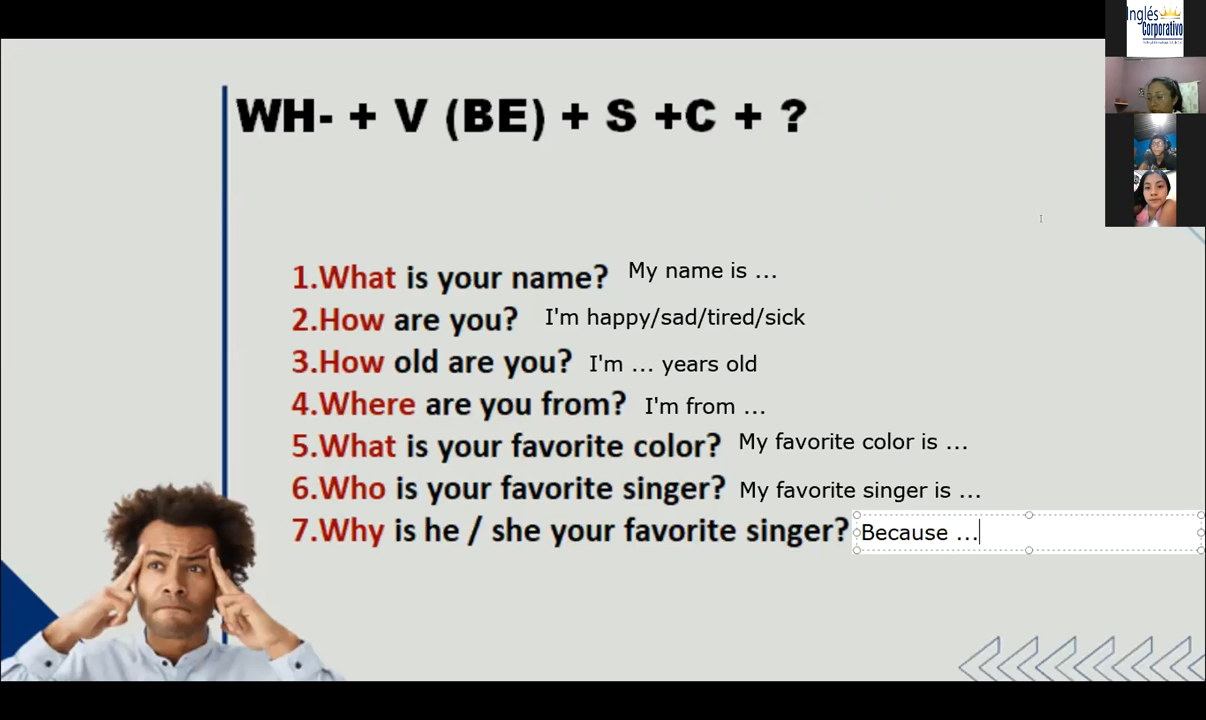 Inglés
Corporativo
WH- + V (BE) + S +C + ?
1.What is your name? My name is ...
2.How are you? I'm happy/sad/tired/sick
3.How old are you? I'm ... years old
4.Where are you from? I'm from ...
5.What is your favorite color? My favorite color is ...
6.Who is your favorite singer? My favorite singer is ...
7.Why is he / she your favorite singer? Because ...